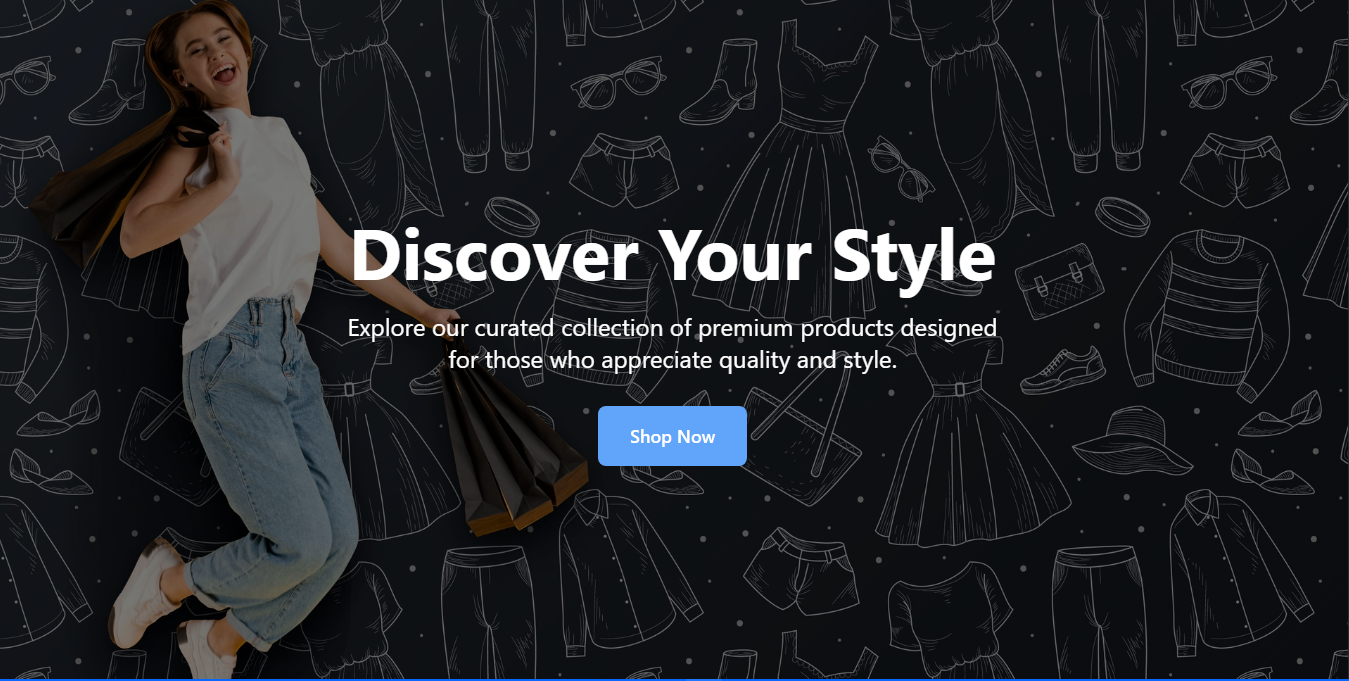 Discover Your Style
Explore our curated collection of premium products designed
for those who appreciate quality and style.
Shop Now